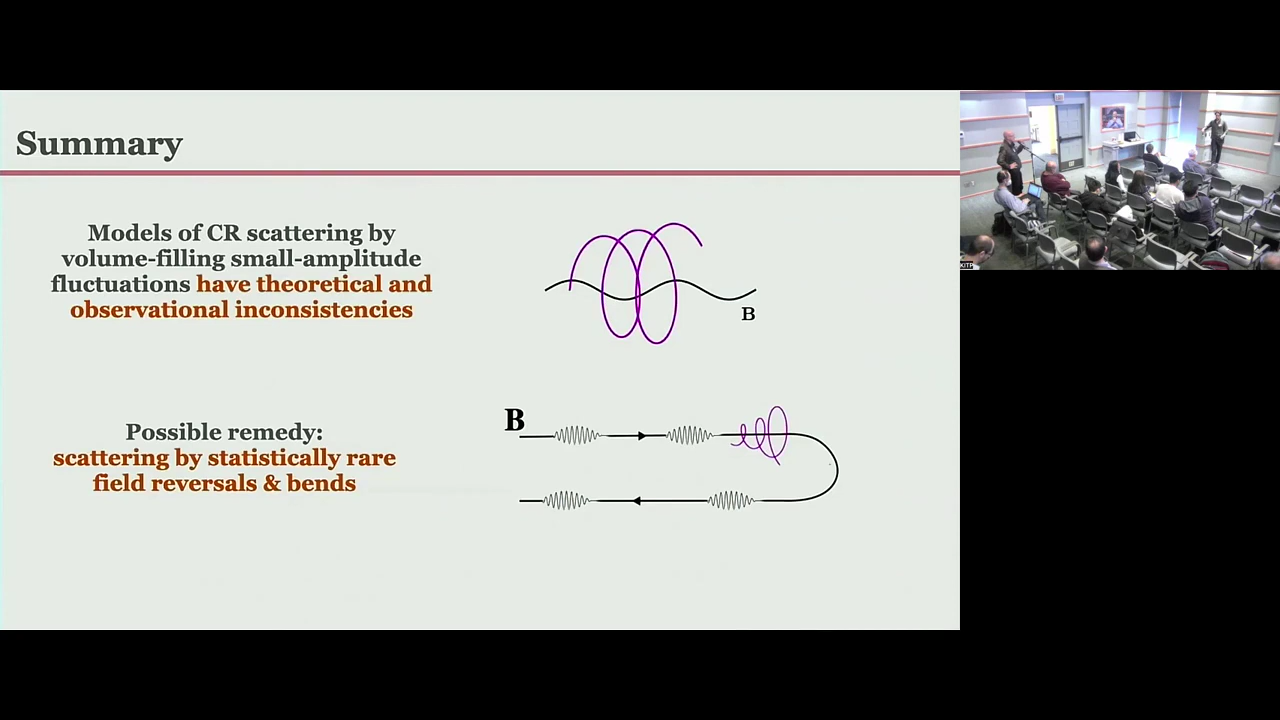 Summary
Models of CR scattering by
volume-filling small-amplitude
fluctuations have theoretical and
observational inconsistencies
B
Possible remedy:
scattering by statistically rare
field reversals & bends
B
KITP